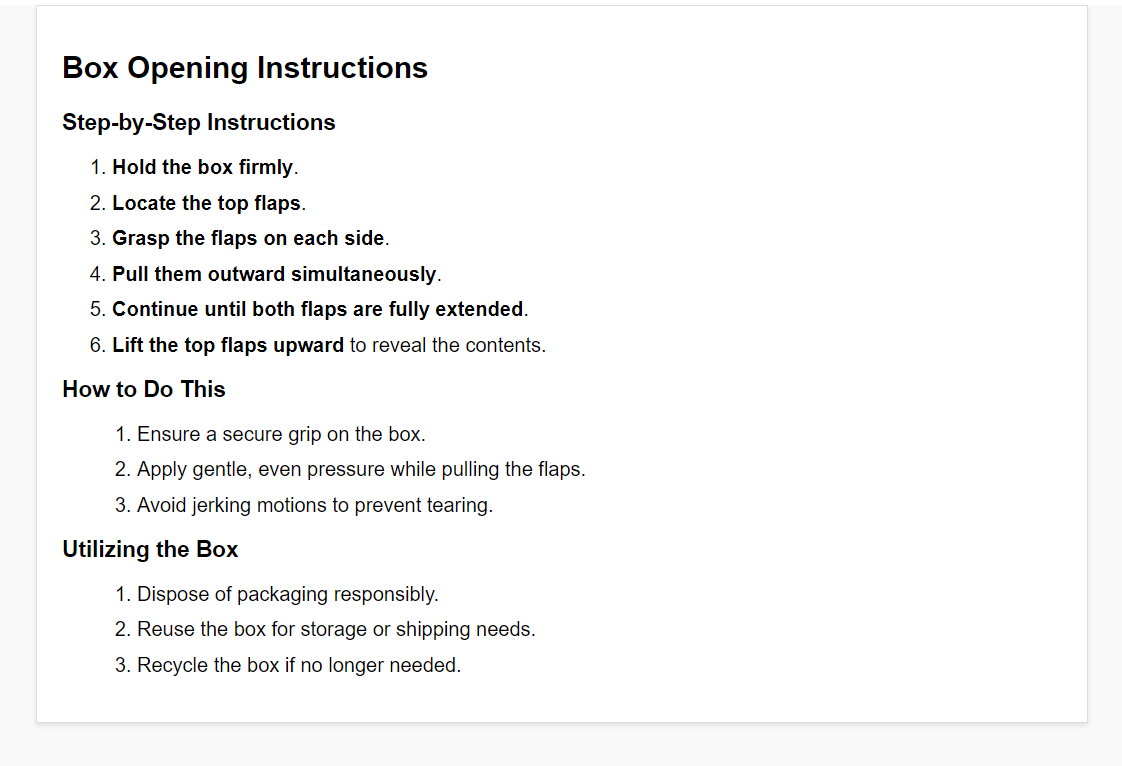 Box Opening Instructions
Step-by-Step Instructions
1. Hold the box firmly.
2. Locate the top flaps.
3. Grasp the flaps on each side.
4. Pull them outward simultaneously.
5. Continue until both flaps are fully extended.
6. Lift the top flaps upward to reveal the contents.
How to Do This
1. Ensure a secure grip on the box.
2. Apply gentle, even pressure while pulling the flaps.
3. Avoid jerking motions to prevent tearing.
Utilizing the Box
1. Dispose of packaging responsibly.
2. Reuse the box for storage or shipping needs.
3. Recycle the box if no longer needed.